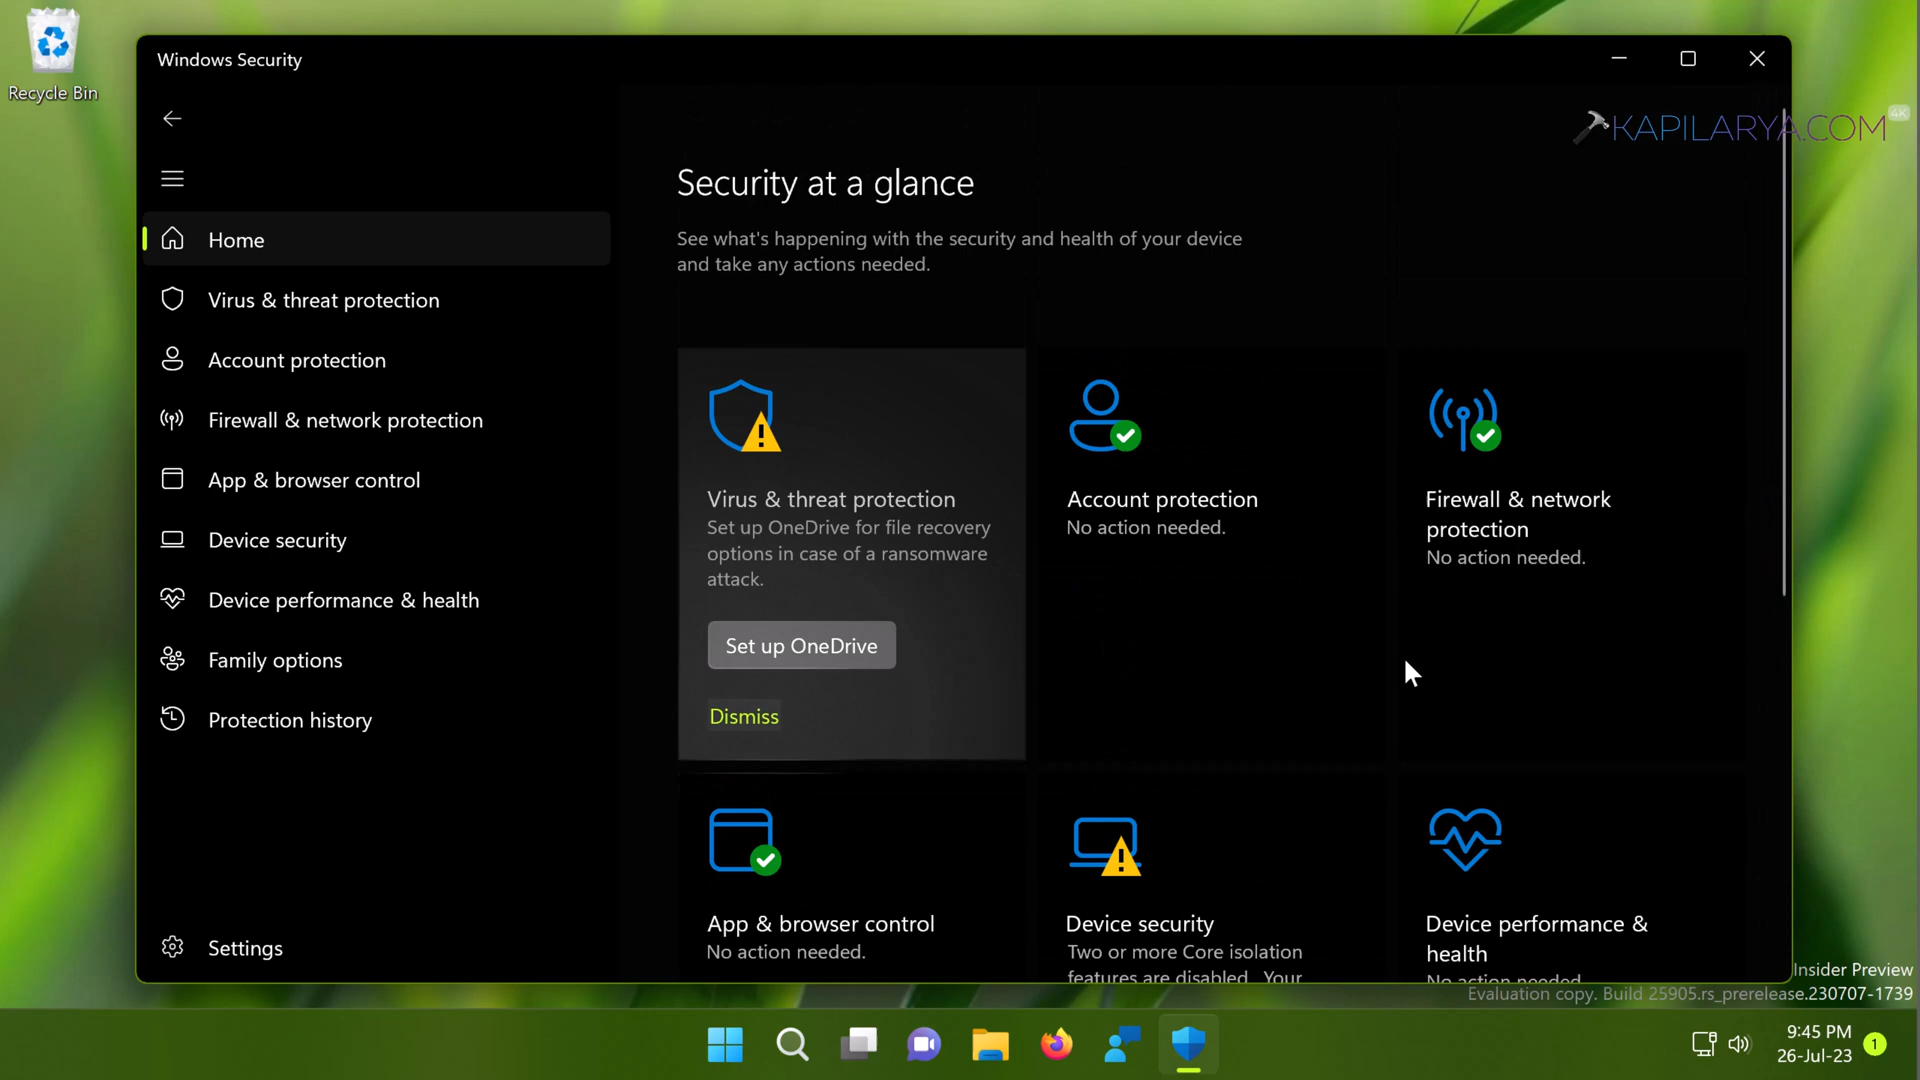 Recycle Bin
Windows Security
KAPILARYA.COM
4K
Home
Virus & threat protection
Account protection
Firewall & network protection
App & browser control
Device security
Device performance & health
Family options
Protection history
Settings
Security at a glance
See what's happening with the security and health of your device
and take any actions needed.
Virus & threat protection
Set up OneDrive for file recovery
options in case of a ransomware
attack.
Set up OneDrive
Dismiss
Account protection
No action needed.
Firewall & network
protection
No action needed.
App & browser control
No action needed.
Device security
Two or more Core isolation
features are disabled. Your
Device performance &
health
No action needed.
Insider Preview
Evaluation copy. Build 25905.rs_prerelease.230707-1739
9:45 PM
26-Jul-23
1